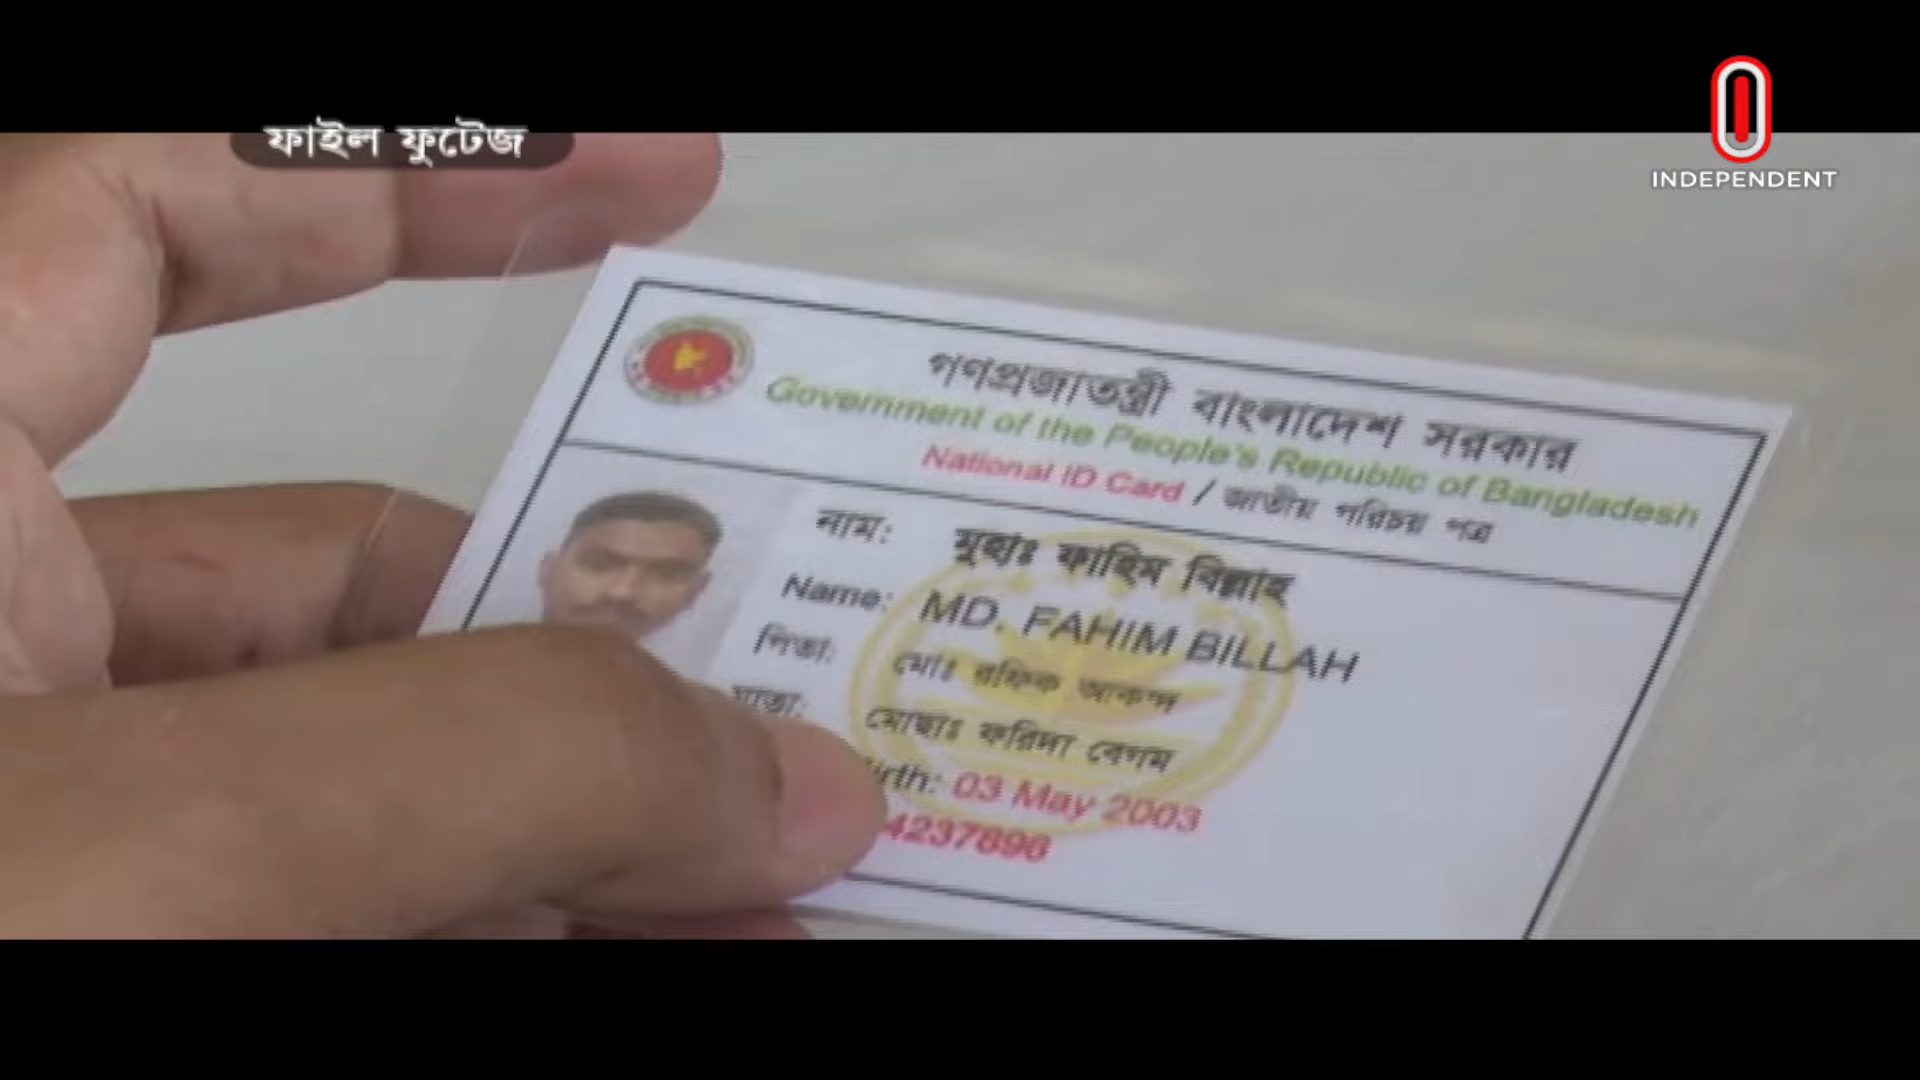 ফাইল ফুটেজ
INDEPENDENT
গণপ্রজাতন্ত্রী বাংলাদেশ সরকার
Government of the People's Republic of Bangladesh
National ID Card / জাতীয় পরিচয় পত্র
নাম: মুহাঃ ফাহিম বিল্লাহ
Name: MD. FAHIM BILLAH
পিতা: মোঃ রফিক আকন্দ
মাতা: মোছাঃ ফরিদা বেগম
irth: 03 May 2003
4237896